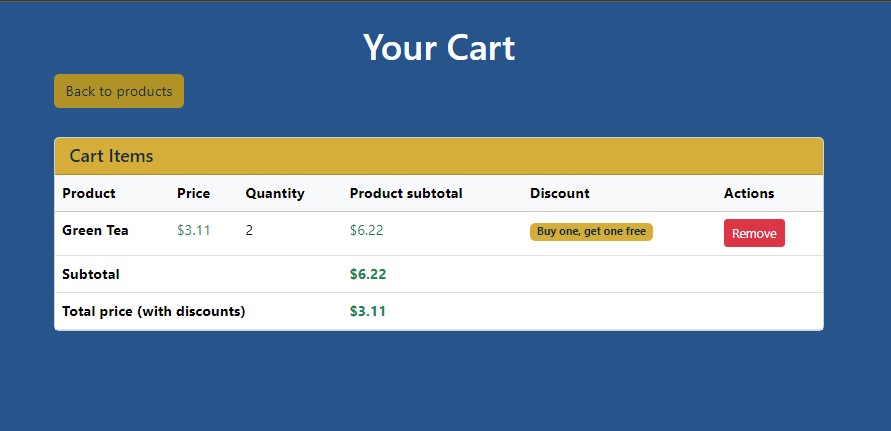 Your Cart
Back to products
Cart Items
Product Price Quantity Product subtotal Discount Actions
Green Tea $3.11 2 $6.22 Buy one, get one free Remove
Subtotal $6.22
Total price (with discounts) $3.11